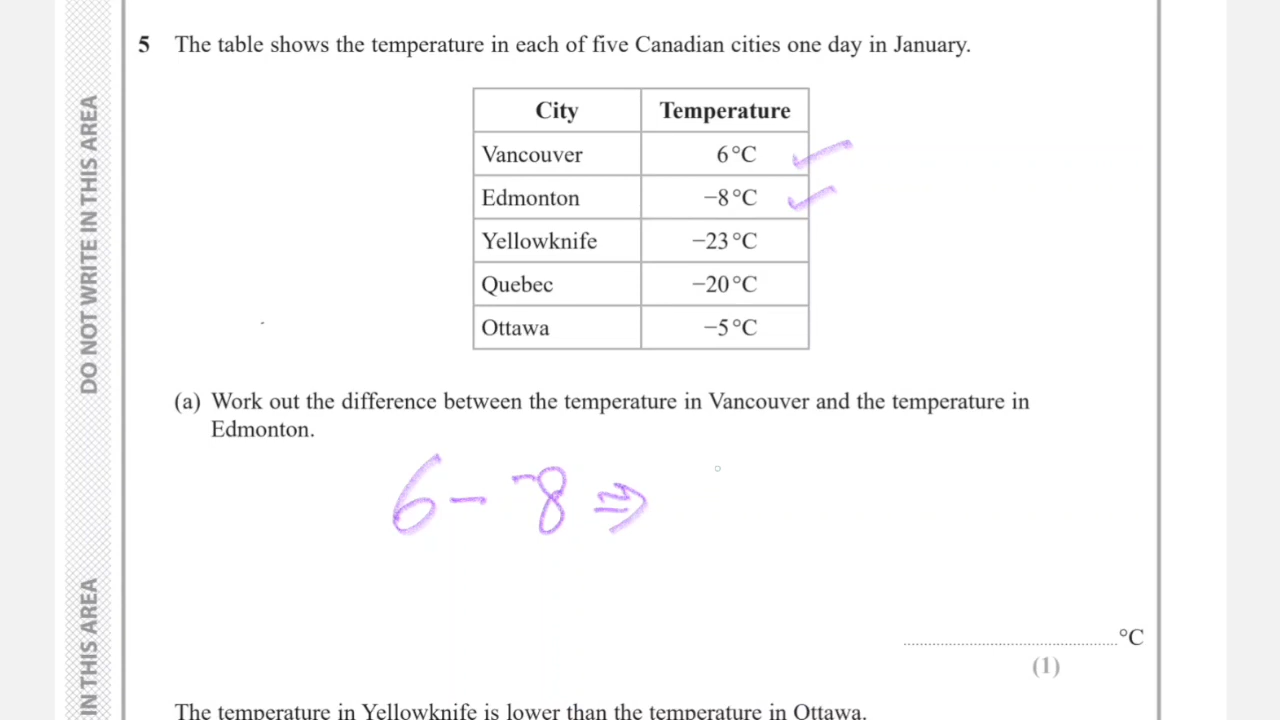 5 The table shows the temperature in each of five Canadian cities one day in January.
City Temperature
Vancouver 6 °C
Edmonton −8 °C
Yellowknife −23 °C
Quebec −20 °C
Ottawa −5 °C
(a) Work out the difference between the temperature in Vancouver and the temperature in
Edmonton.
6 − −8 ⇒
°C
(1)
The temperature in Yellowknife is lower than the temperature in Ottawa.
DO NOT WRITE IN THIS AREA
IN THIS AREA